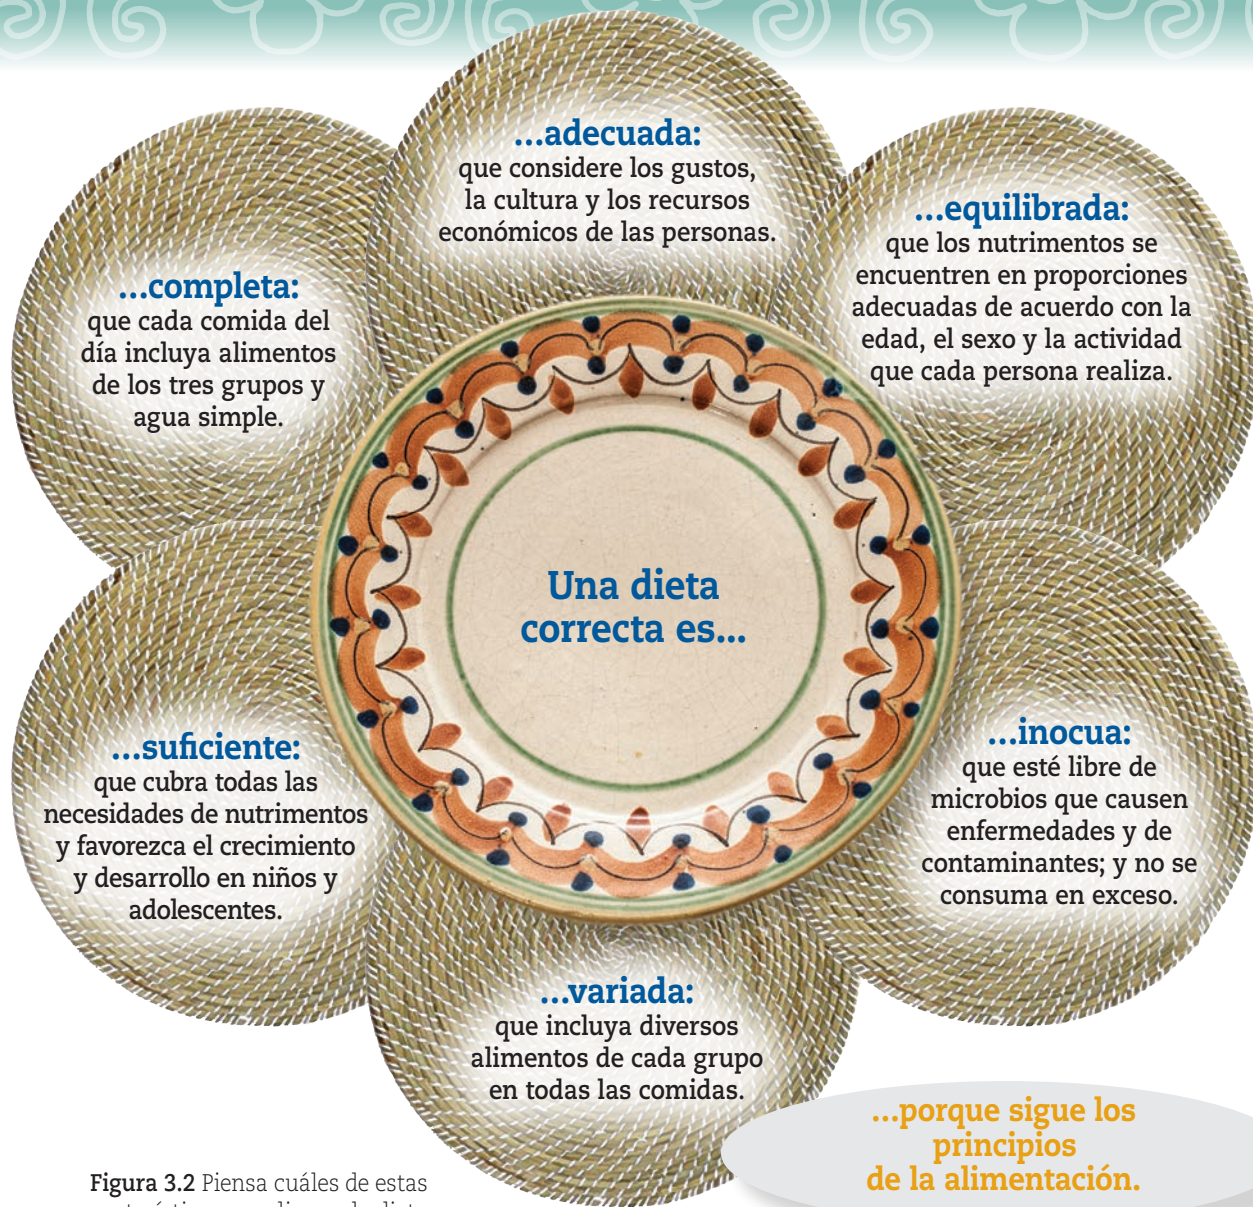 ...adecuada:
que considere los gustos,
la cultura y los recursos
económicos de las personas.
...equilibrada:
que los nutrimentos se
encuentren en proporciones
adecuadas de acuerdo con la
edad, el sexo y la actividad
que cada persona realiza.
...completa:
que cada comida del
día incluya alimentos
de los tres grupos y
agua simple.
Una dieta
correcta es...
...suficiente:
que cubra todas las
necesidades de nutrimentos
y favorezca el crecimiento
y desarrollo en niños y
adolescentes.
...inocua:
que esté libre de
microbios que causen
enfermedades y de
contaminantes; y no se
consuma en exceso.
...variada:
que incluya diversos
alimentos de cada grupo
en todas las comidas.
...porque sigue los
principios
de la alimentación.
Figura 3.2 Piensa cuáles de estas